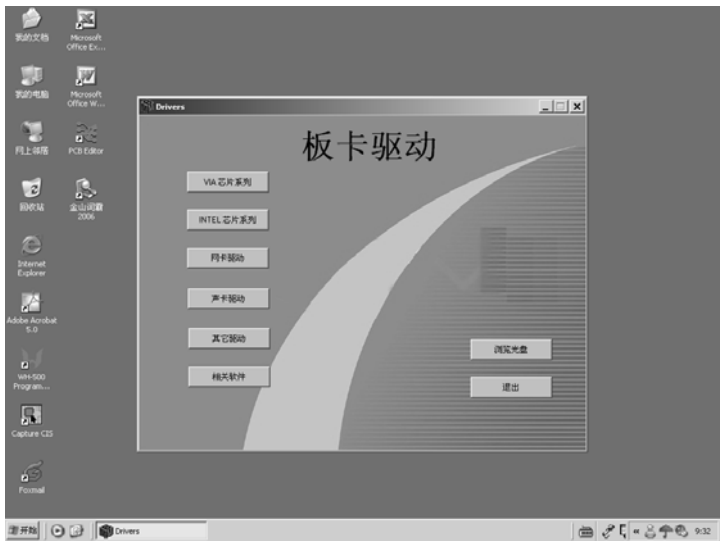 我的文档
Microsoft
Office Ex...
我的电脑
Microsoft
Office W...
网上邻居
PCB Editor
回收站
金山词霸
2006
Internet
Explorer
Adobe Acrobat
5.0
WH-500
Program...
Capture CIS
Foxmail
Drivers
板卡驱动
VIA 芯片系列
INTEL 芯片系列
网卡驱动
声卡驱动
其它驱动
相关软件
浏览光盘
退出
开始
Drivers
9:32